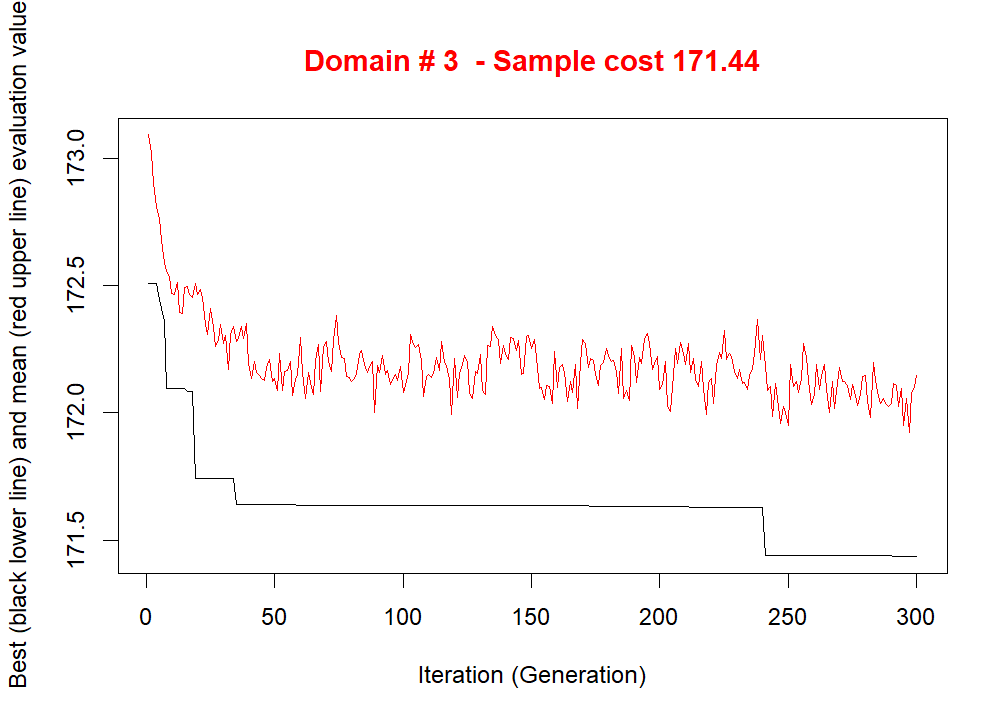 Domain # 3  - Sample cost 171.44
Best (black lower line) and mean (red upper line) evaluation value
173.0
172.5
172.0
171.5
0 50 100 150 200 250 300
Iteration (Generation)